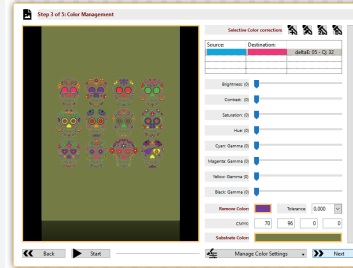 Step 3 of 5: Color Management
Selective Color correction
Source: Destination:
deltaE: 05 - Cj: 32
Brightness: (0)
Contrast: (0)
Saturation: (0)
Hue: (0)
Cyan: Gamma (0)
Magenta: Gamma (0)
Yellow: Gamma (0)
Black: Gamma (0)
Remove Color: Tolerance 0,000
CMYK: 70 96 0 0
Substrate Color:
Back Start Manage Color Settings Next